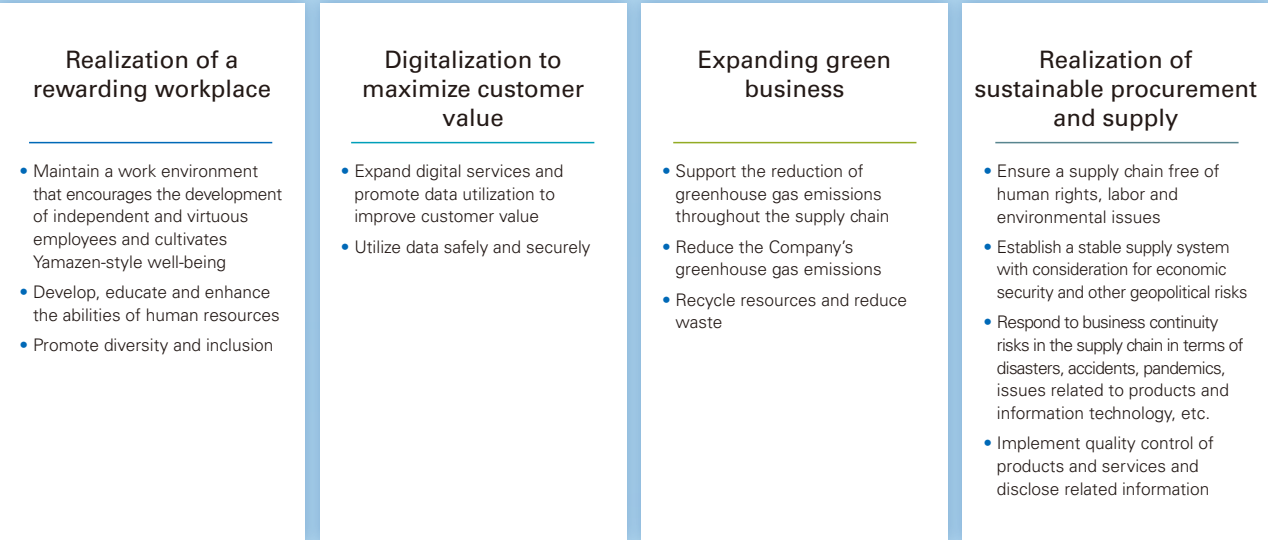 Realization of a
rewarding workplace
• Maintain a work environment
that encourages the development
of independent and virtuous
employees and cultivates
Yamazen-style well-being
• Develop, educate and enhance
the abilities of human resources
• Promote diversity and inclusion
Digitalization to
maximize customer
value
• Expand digital services and
promote data utilization to
improve customer value
• Utilize data safely and securely
Expanding green
business
• Support the reduction of
greenhouse gas emissions
throughout the supply chain
• Reduce the Company’s
greenhouse gas emissions
• Recycle resources and reduce
waste
Realization of
sustainable procurement
and supply
• Ensure a supply chain free of
human rights, labor and
environmental issues
• Establish a stable supply system
with consideration for economic
security and other geopolitical risks
• Respond to business continuity
risks in the supply chain in terms of
disasters, accidents, pandemics,
issues related to products and
information technology, etc.
• Implement quality control of
products and services and
disclose related information